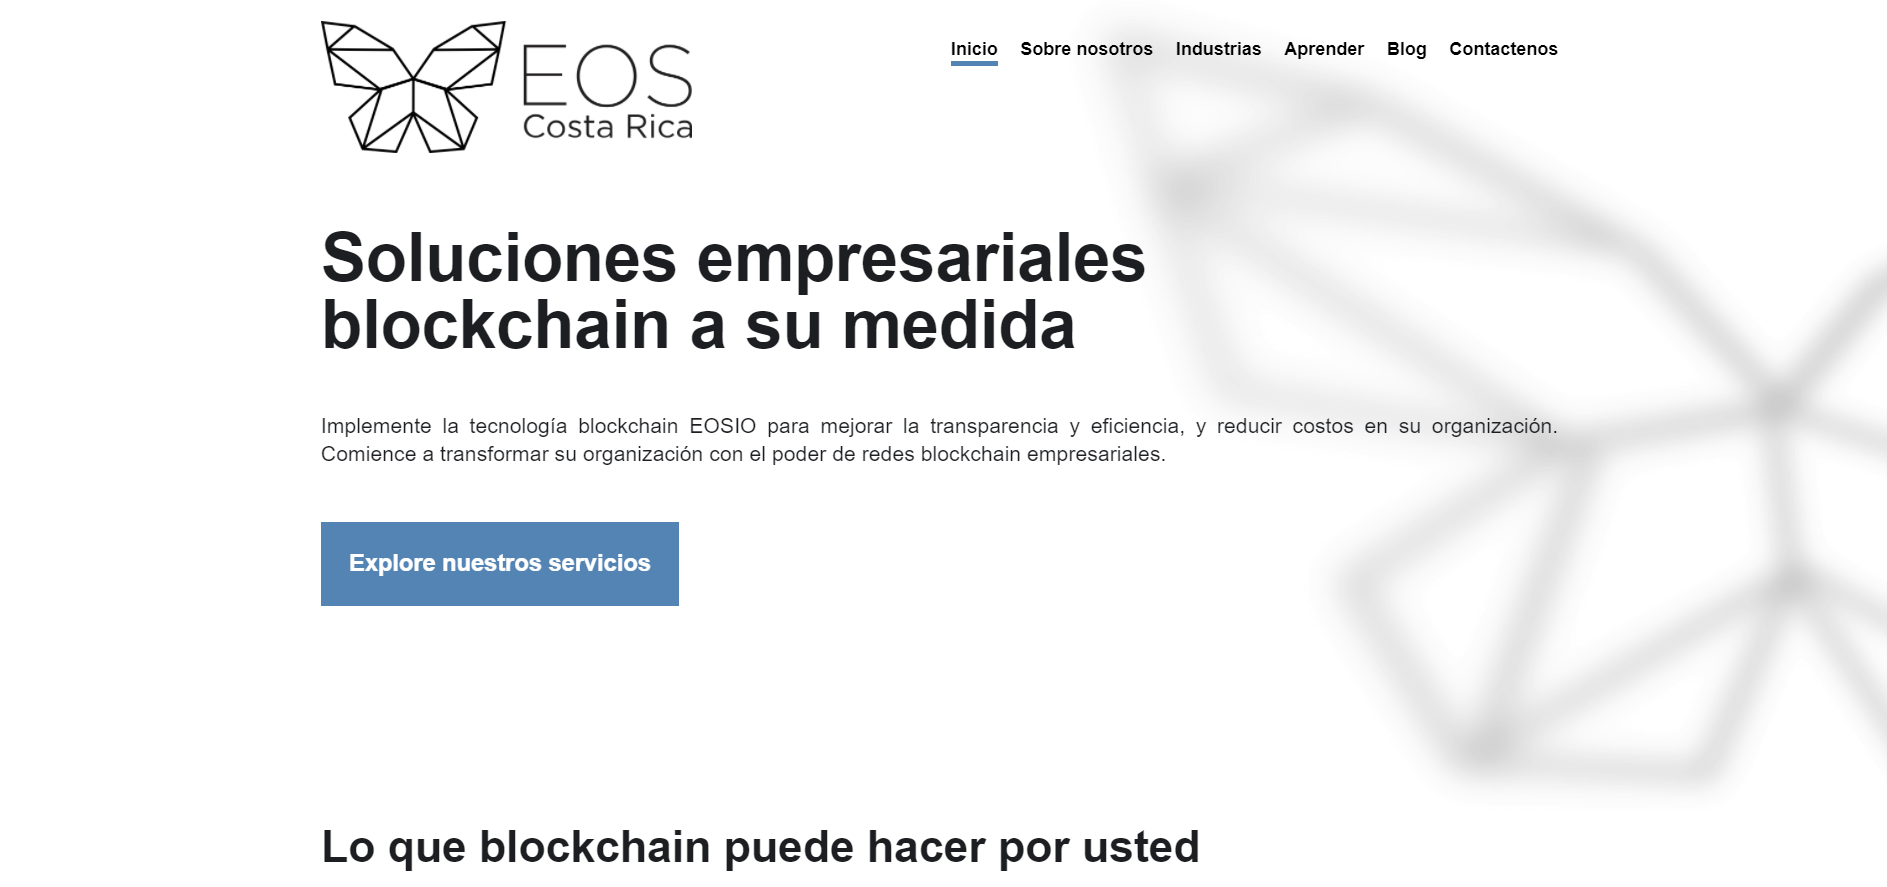 EOS
Costa Rica
Inicio Sobre nosotros Industrias Aprender Blog Contactenos
Soluciones empresariales
blockchain a su medida
Implemente la tecnología blockchain EOSIO para mejorar la transparencia y eficiencia, y reducir costos en su organización.
Comience a transformar su organización con el poder de redes blockchain empresariales.
Explore nuestros servicios
Lo que blockchain puede hacer por usted